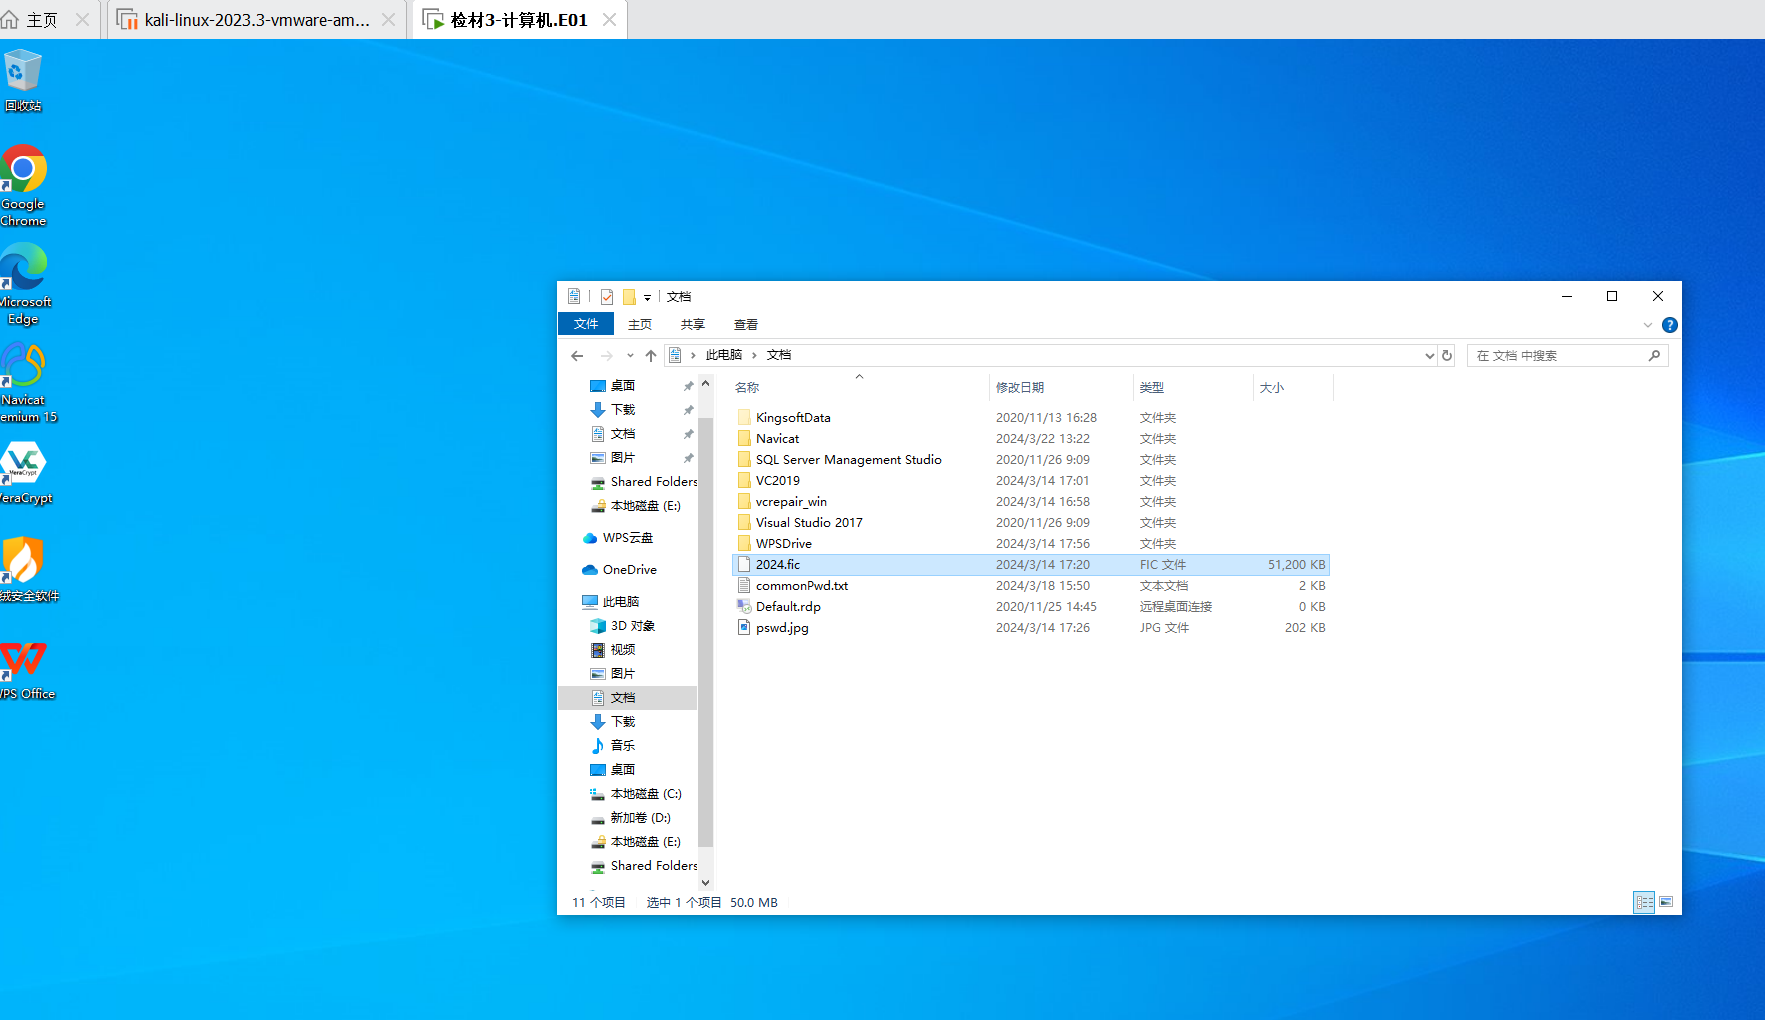 主页
kali-linux-2023.3-vmware-am...
检材3-计算机.E01
回收站
Google
Chrome
Microsoft
Edge
Navicat
emium 15
VeraCrypt
VeraCrypt
绒安全软件
WPS Office
文档
文件
主页
共享
查看
此电脑
文档
在 文档 中搜索
名称
修改日期
类型
大小
桌面
下载
文档
图片
Shared Folders
本地磁盘 (E:)
WPS云盘
OneDrive
此电脑
3D 对象
视频
图片
文档
下载
音乐
桌面
本地磁盘 (C:)
新加卷 (D:)
本地磁盘 (E:)
Shared Folders
KingsoftData 2020/11/13 16:28 文件夹
Navicat 2024/3/22 13:22 文件夹
SQL Server Management Studio 2020/11/26 9:09 文件夹
VC2019 2024/3/14 17:01 文件夹
vcrepair_win 2024/3/14 16:58 文件夹
Visual Studio 2017 2020/11/26 9:09 文件夹
WPSDrive 2024/3/14 17:56 文件夹
2024.fic 2024/3/14 17:20 FIC 文件 51,200 KB
commonPwd.txt 2024/3/18 15:50 文本文档 2 KB
Default.rdp 2020/11/25 14:45 远程桌面连接 0 KB
pswd.jpg 2024/3/14 17:26 JPG 文件 202 KB
11 个项目 选中 1 个项目 50.0 MB